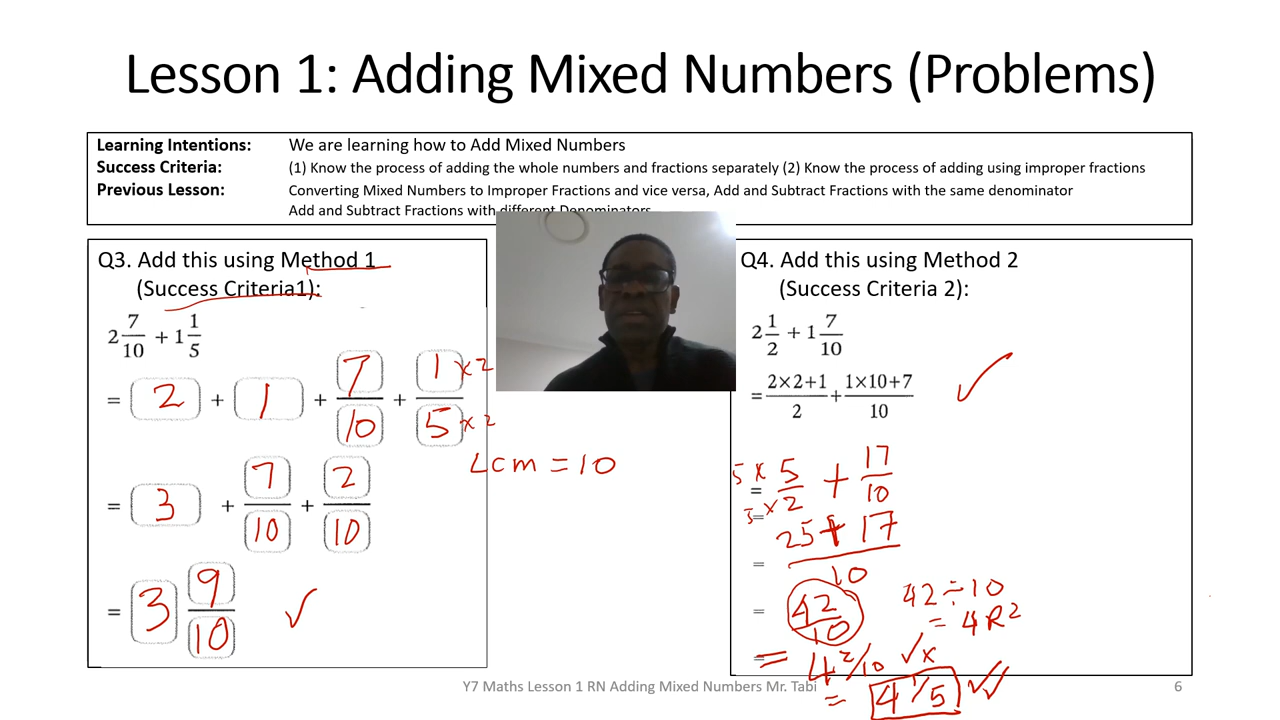 Lesson 1: Adding Mixed Numbers (Problems)
Learning Intentions: We are learning how to Add Mixed Numbers
Success Criteria: (1) Know the process of adding the whole numbers and fractions separately (2) Know the process of adding using improper fractions
Previous Lesson: Converting Mixed Numbers to Improper Fractions and vice versa, Add and Subtract Fractions with the same denominator
Add and Subtract Fractions with different Denominators
Q3. Add this using Method 1
(Success Criteria1):
2 7/10 + 1 1/5
= 2 + 1 + 7/10 + 1/5 ×2 ×2
Lcm = 10
= 3 + 7/10 + 2/10
= 3 9/10 ✓
Q4. Add this using Method 2
(Success Criteria 2):
2 1/2 + 1 7/10
= 2×2+1/2 + 1×10+7/10 ✓
= 5× 5/2 + 17/10
5×
= 25+17
= 10
= 42/10 42÷10
= 4R2
= 4 2/10 ✓x
= 4 1/5 ✓✓
Y7 Maths Lesson 1 RN Adding Mixed Numbers Mr. Tabi
6